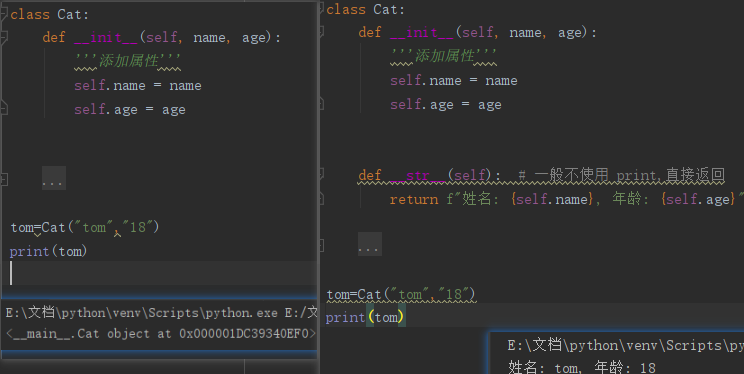 class Cat:
def __init__(self, name, age):
'''添加属性'''
self.name = name
self.age = age
...
tom=Cat("tom","18")
print(tom)
E:\文档\python\venv\Scripts\python.exe E:/文
<__main__.Cat object at 0x000001DC39340EF0>
class Cat:
def __init__(self, name, age):
'''添加属性'''
self.name = name
self.age = age
def __str__(self): # 一般不使用 print,直接返回
return f"姓名: {self.name}, 年龄: {self.age}"
...
tom=Cat("tom","18")
print(tom)
E:\文档\python\venv\Scripts\py
姓名: tom, 年龄: 18